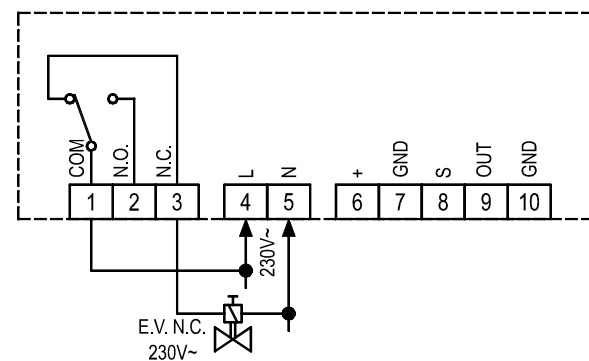 COM
N.O.
N.C.
L
N
+
GND
S
OUT
GND
1 2 3 4 5 6 7 8 9 10
230V~
E.V. N.C.
230V~